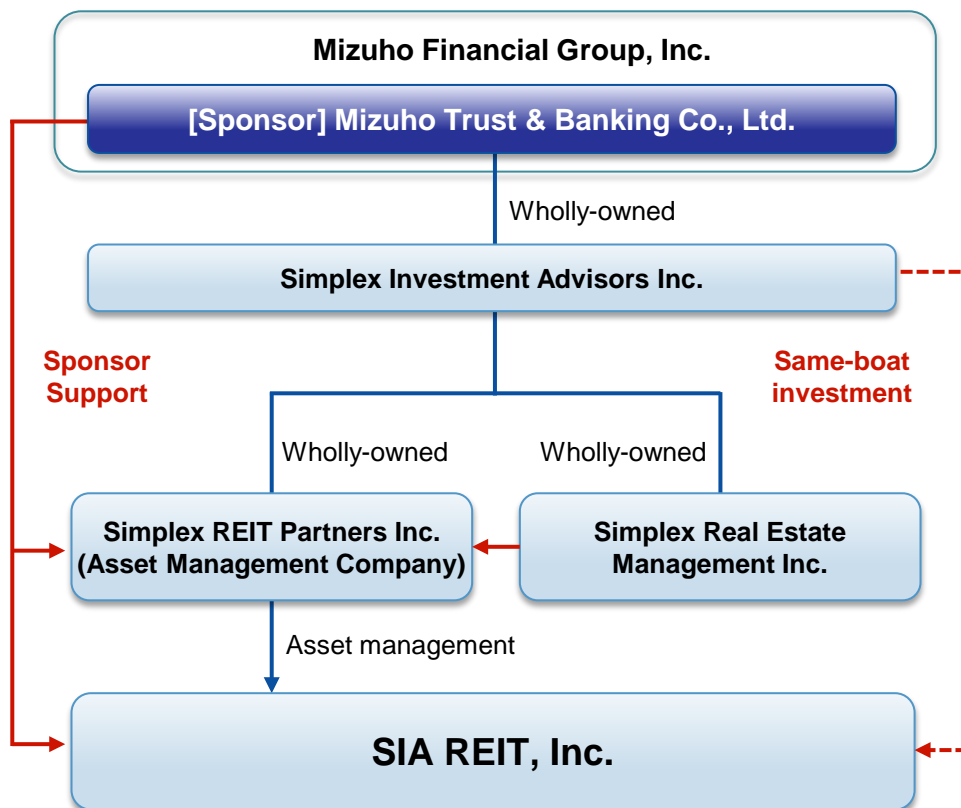 Mizuho Financial Group, Inc.
[Sponsor] Mizuho Trust & Banking Co., Ltd.
Wholly-owned
Simplex Investment Advisors Inc.
Sponsor
Support
Same-boat
investment
Wholly-owned
Wholly-owned
Simplex REIT Partners Inc.
(Asset Management Company)
Simplex Real Estate
Management Inc.
Asset management
SIA REIT, Inc.